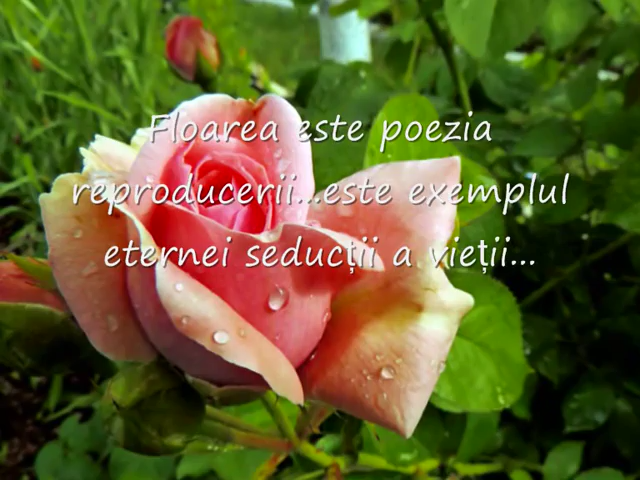 Floarea este poezia
reproducerii...este exemplul
eternei seducții a vieții...